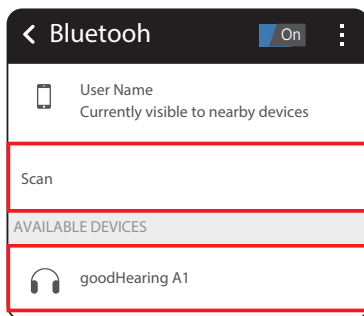 Bluetooh On
User Name
Currently visible to nearby devices
Scan
AVAILABLE DEVICES
goodHearing A1